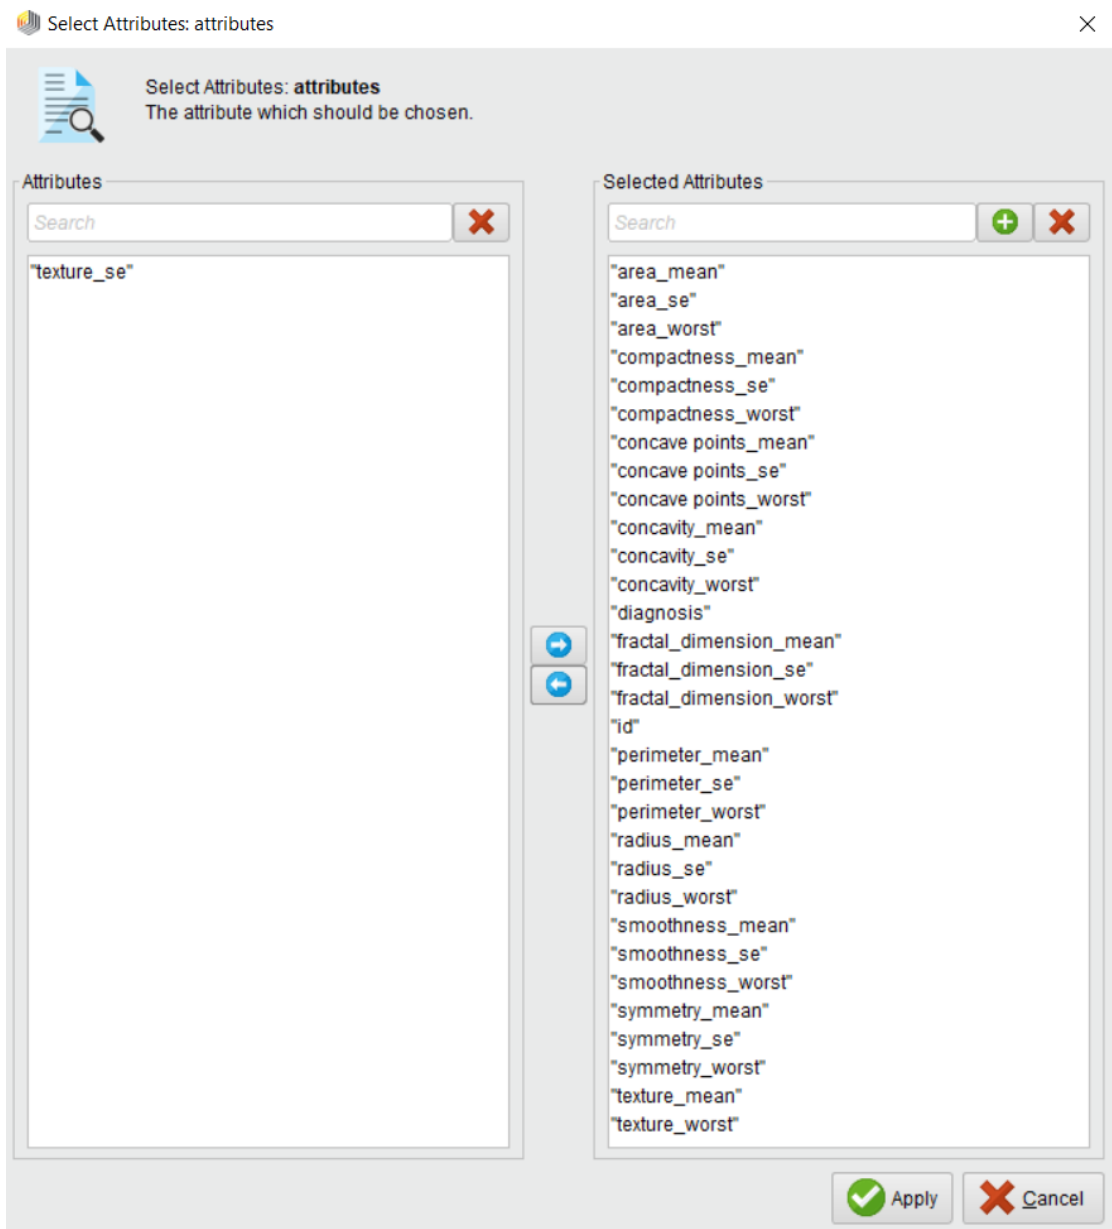 Select Attributes: attributes
Select Attributes: attributes
The attribute which should be chosen.
Attributes
Search
"texture_se"
Selected Attributes
Search
"area_mean"
"area_se"
"area_worst"
"compactness_mean"
"compactness_se"
"compactness_worst"
"concave points_mean"
"concave points_se"
"concave points_worst"
"concavity_mean"
"concavity_se"
"concavity_worst"
"diagnosis"
"fractal_dimension_mean"
"fractal_dimension_se"
"fractal_dimension_worst"
"id"
"perimeter_mean"
"perimeter_se"
"perimeter_worst"
"radius_mean"
"radius_se"
"radius_worst"
"smoothness_mean"
"smoothness_se"
"smoothness_worst"
"symmetry_mean"
"symmetry_se"
"symmetry_worst"
"texture_mean"
"texture_worst"
Apply
Cancel